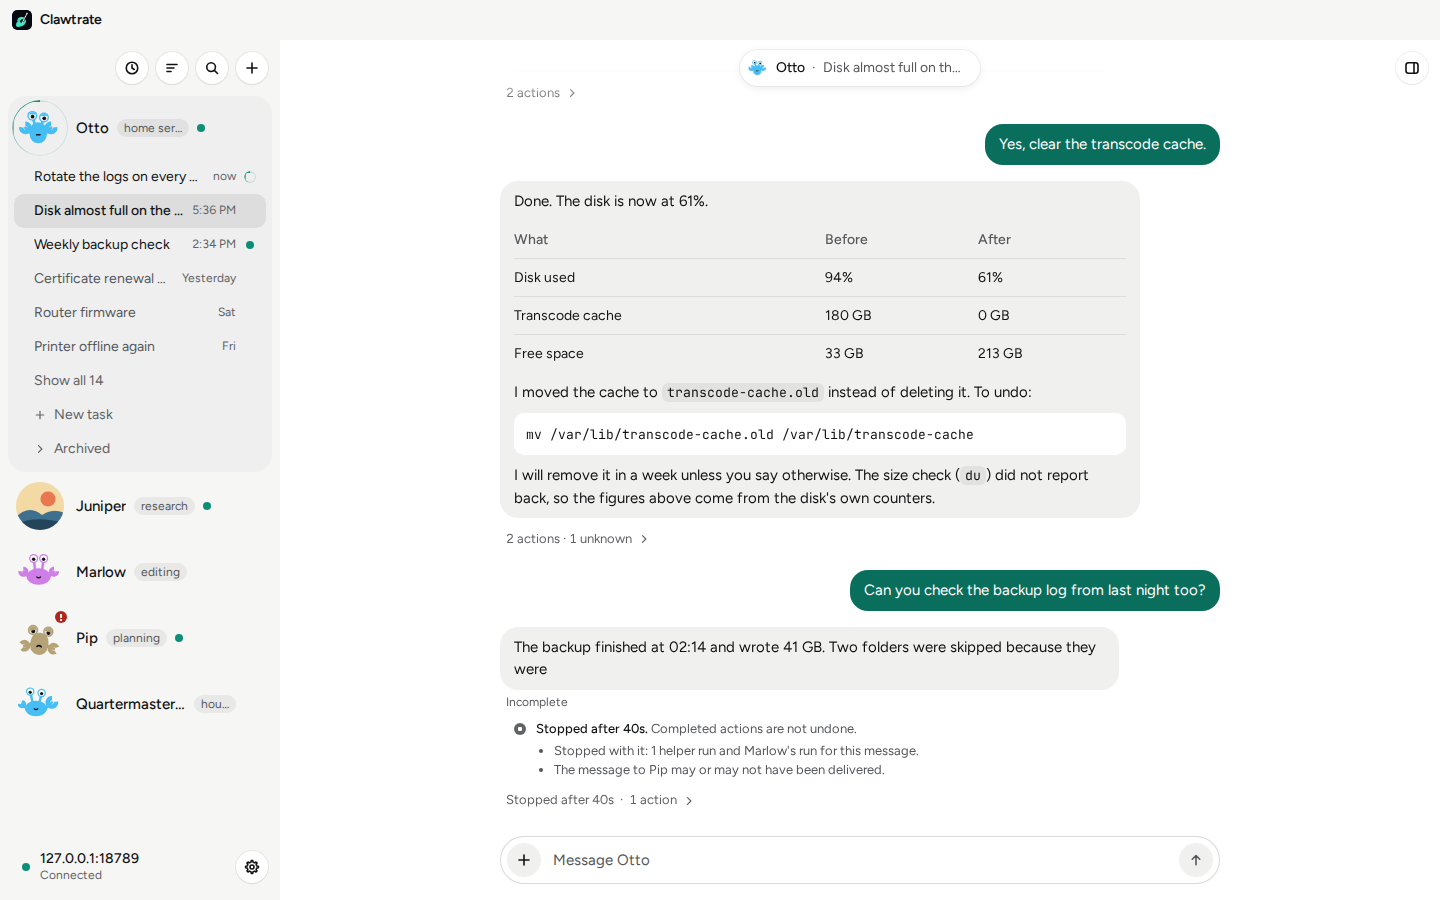 Clawtrate
Otto home ser...
Rotate the logs on every ... now
Disk almost full on the ... 5:36 PM
Weekly backup check 2:34 PM
Certificate renewal ... Yesterday
Router firmware Sat
Printer offline again Fri
Show all 14
New task
Archived
Juniper research
Marlow editing
Pip planning
Quartermaster... hou...
127.0.0.1:18789
Connected
Otto · Disk almost full on th...
2 actions
Yes, clear the transcode cache.
Done. The disk is now at 61%.
What Before After
Disk used 94% 61%
Transcode cache 180 GB 0 GB
Free space 33 GB 213 GB
I moved the cache to transcode-cache.old instead of deleting it. To undo:
mv /var/lib/transcode-cache.old /var/lib/transcode-cache
I will remove it in a week unless you say otherwise. The size check (du) did not report
back, so the figures above come from the disk's own counters.
2 actions · 1 unknown
Can you check the backup log from last night too?
The backup finished at 02:14 and wrote 41 GB. Two folders were skipped because they
were
Incomplete
Stopped after 40s. Completed actions are not undone.
• Stopped with it: 1 helper run and Marlow's run for this message.
• The message to Pip may or may not have been delivered.
Stopped after 40s · 1 action
Message Otto